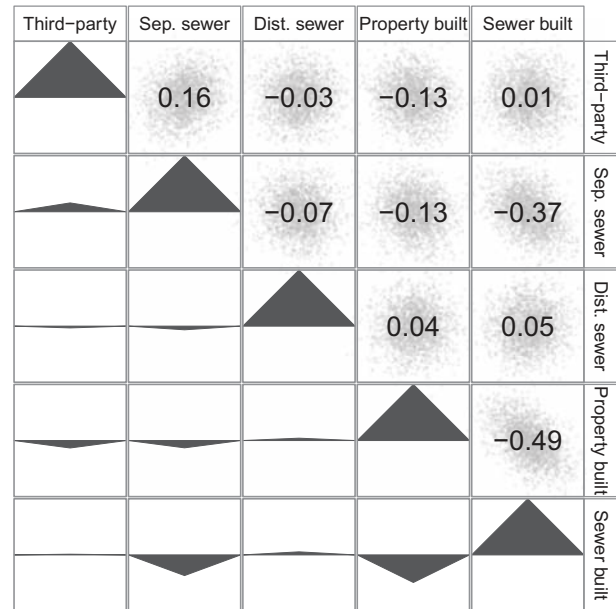 Third−party Sep. sewer Dist. sewer Property built Sewer built
0.16 −0.03 −0.13 0.01 Third−party
−0.07 −0.13 −0.37 Sep. sewer
0.04 0.05 Dist. sewer
−0.49 Property built
Sewer built